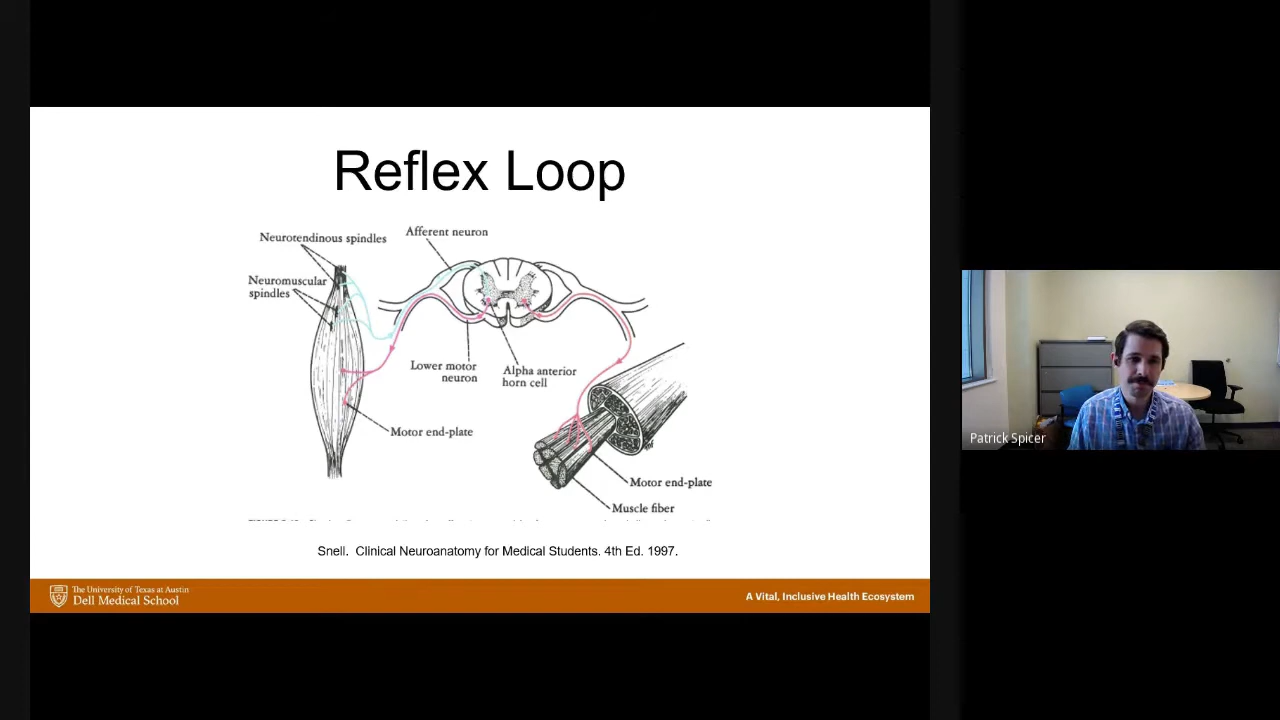 Reflex Loop
Neurotendinous spindles
Afferent neuron
Neuromuscular
spindles
Lower motor
neuron
Alpha anterior
horn cell
Motor end-plate
Motor end-plate
Muscle fiber
Snell. Clinical Neuroanatomy for Medical Students. 4th Ed. 1997.
The University of Texas at Austin
Dell Medical School
A Vital, Inclusive Health Ecosystem
Patrick Spicer